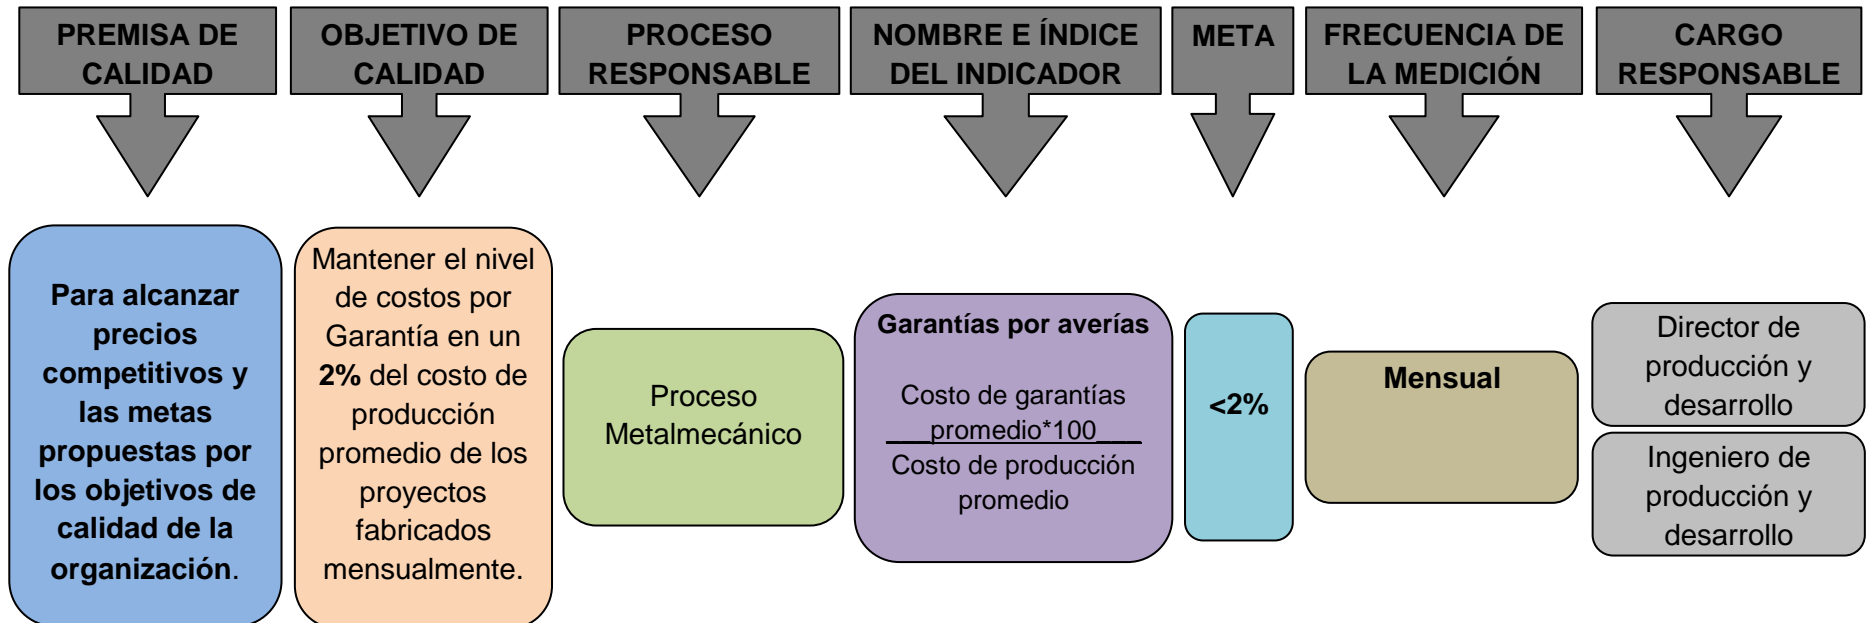 PREMISA DE
CALIDAD
OBJETIVO DE
CALIDAD
PROCESO
RESPONSABLE
NOMBRE E ÍNDICE
DEL INDICADOR
META
FRECUENCIA DE
LA MEDICIÓN
CARGO
RESPONSABLE
Para alcanzar
precios
competitivos y
las metas
propuestas por
los objetivos de
calidad de la
organización.
Mantener el nivel
de costos por
Garantía en un
2% del costo de
producción
promedio de los
proyectos
fabricados
mensualmente.
Proceso
Metalmecánico
Garantías por averías
Costo de garantías
___promedio*100___
Costo de producción
promedio
<2%
Mensual
Director de
producción y
desarrollo
Ingeniero de
producción y
desarrollo